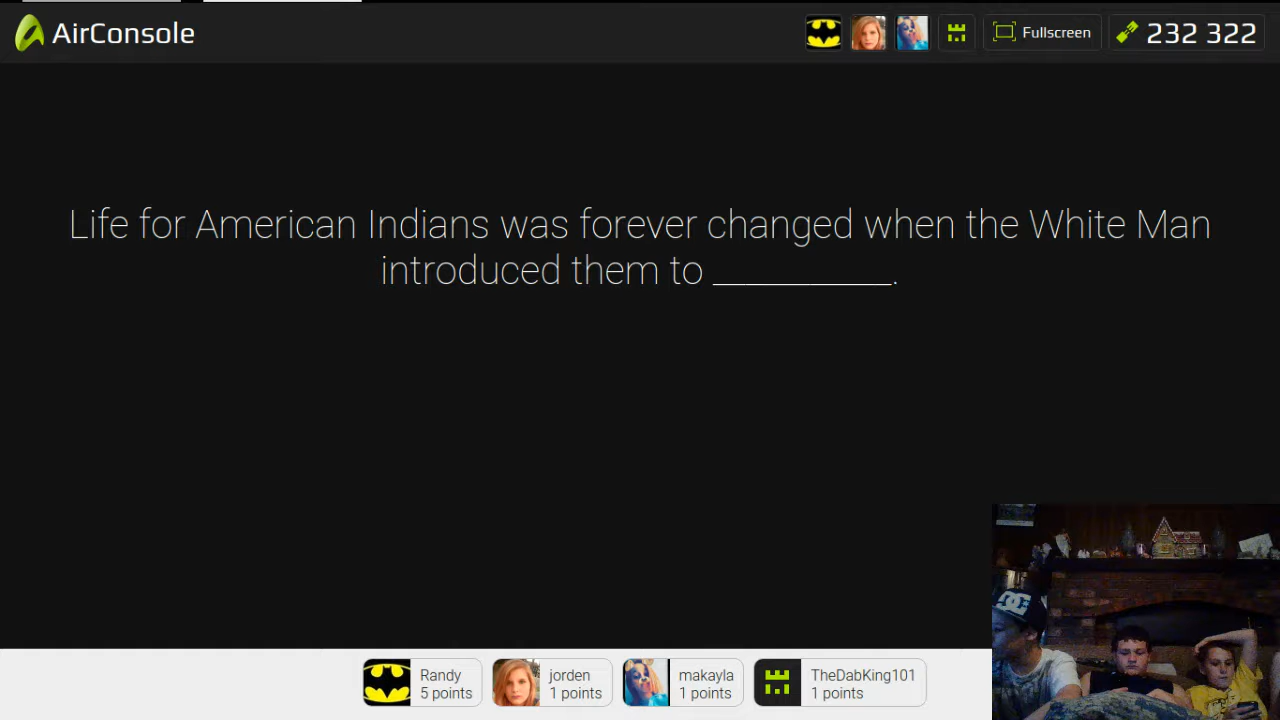 AirConsole
Fullscreen
232 322
Life for American Indians was forever changed when the White Man
introduced them to __________.
Randy
5 points
jorden
1 points
makayla
1 points
TheDabKing101
1 points
DC